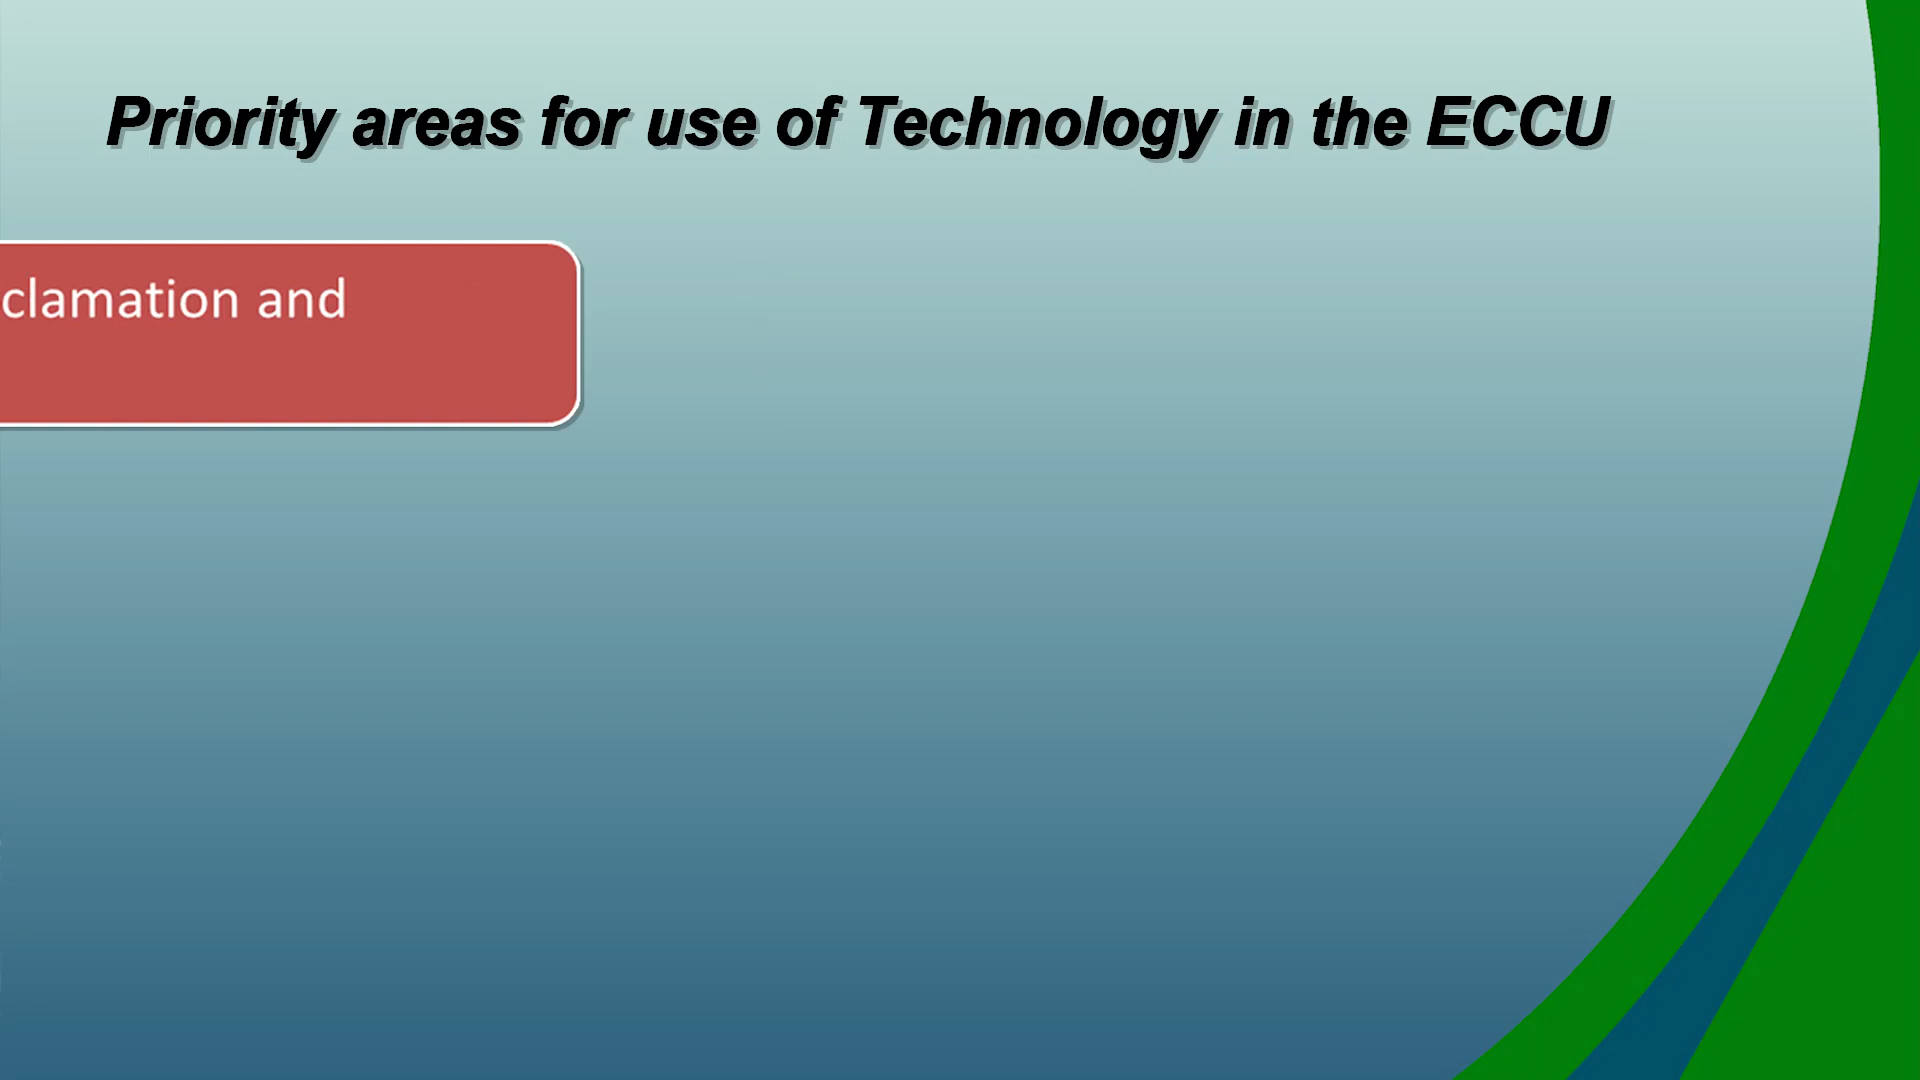 Priority areas for use of Technology in the ECCU
clamation and